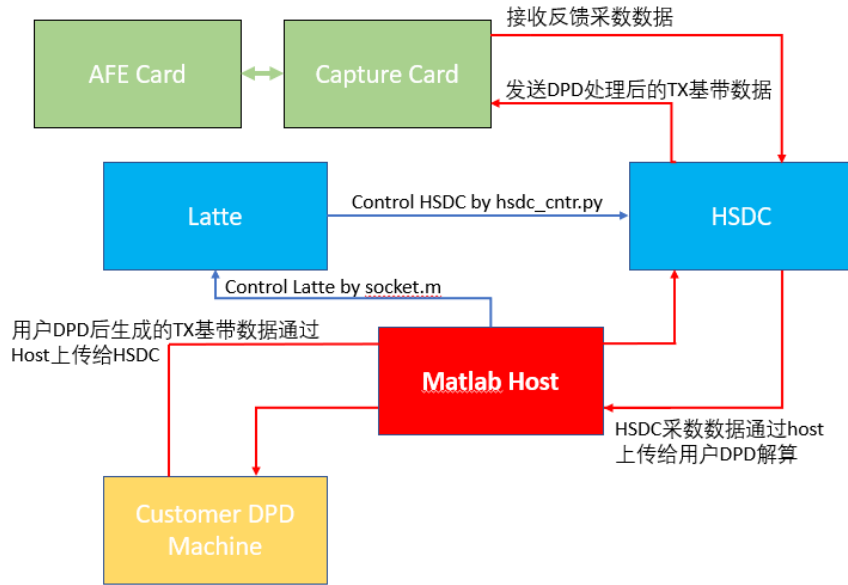 接收反馈采数数据
AFE Card
Capture Card
发送DPD处理后的TX基带数据
Latte
Control HSDC by hsdc_cntr.py
HSDC
Control Latte by socket.m
用户DPD后生成的TX基带数据通过
Host上传给HSDC
Matlab Host
HSDC采数数据通过host
上传给用户DPD解算
Customer DPD
Machine